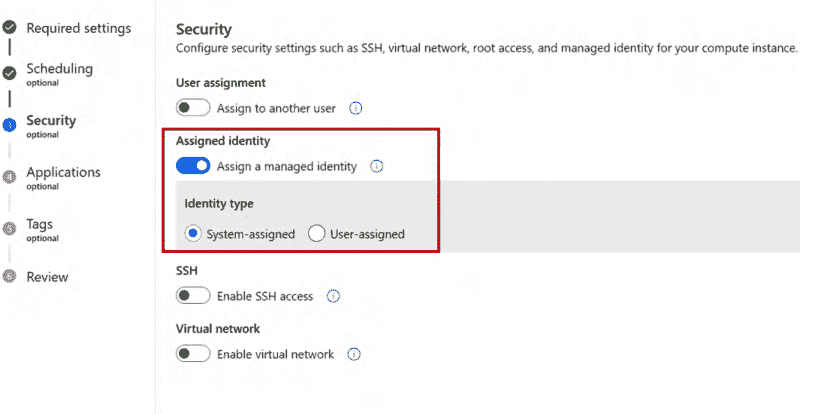 Required settings
Scheduling
optional
Security
optional
Applications
optional
Tags
optional
Review
Security
Configure security settings such as SSH, virtual network, root access, and managed identity for your compute instance.
User assignment
Assign to another user
Assigned identity
Assign a managed identity
Identity type
System-assigned User-assigned
SSH
Enable SSH access
Virtual network
Enable virtual network